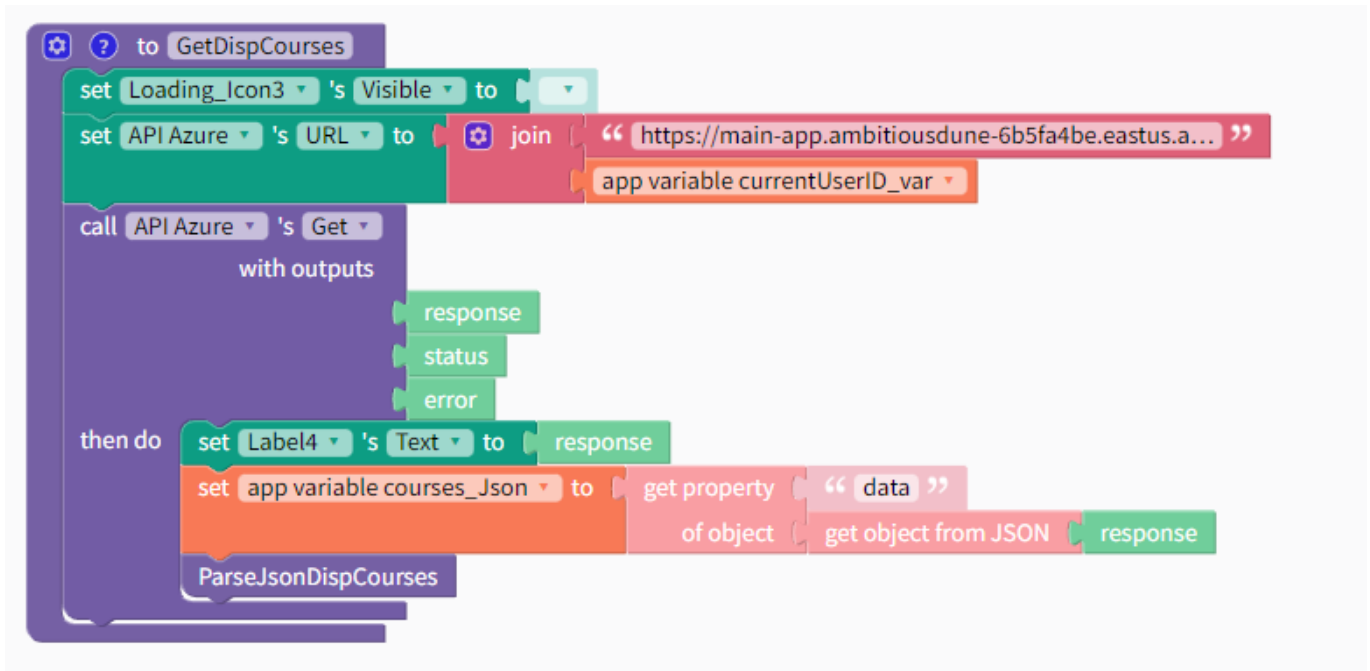 ? to GetDispCourses
set Loading_Icon3 's Visible to
set API Azure 's URL to join “ https://main-app.ambitiousdune-6b5fa4be.eastus.a... ”
app variable currentUserID_var
call API Azure 's Get
with outputs
response
status
error
then do set Label4 's Text to response
set app variable courses_Json to get property “ data ”
of object get object from JSON response
ParseJsonDispCourses